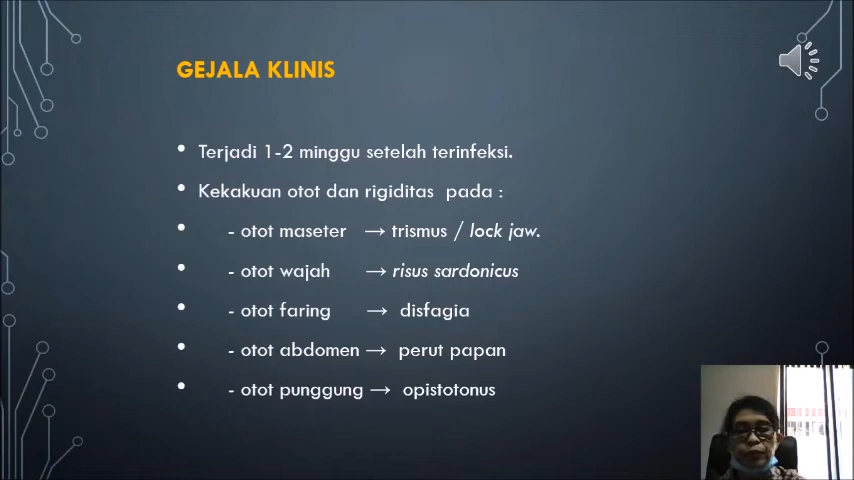 GEJALA KLINIS
• Terjadi 1-2 minggu setelah terinfeksi.
• Kekakuan otot dan rigiditas pada :
• - otot maseter → trismus / lock jaw.
• - otot wajah → risus sardonicus
• - otot faring → disfagia
• - otot abdomen → perut papan
• - otot punggung → opistotonus